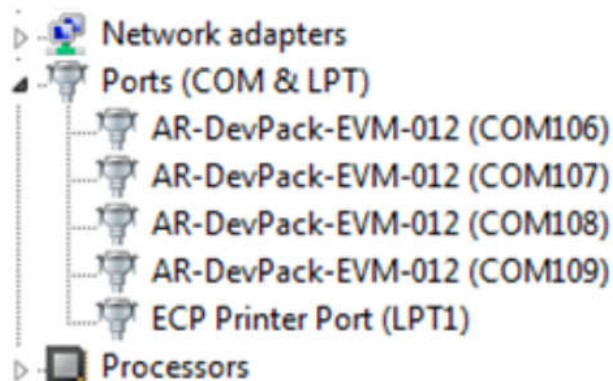 Network adapters
Ports (COM & LPT)
AR-DevPack-EVM-012 (COM106)
AR-DevPack-EVM-012 (COM107)
AR-DevPack-EVM-012 (COM108)
AR-DevPack-EVM-012 (COM109)
ECP Printer Port (LPT1)
Processors